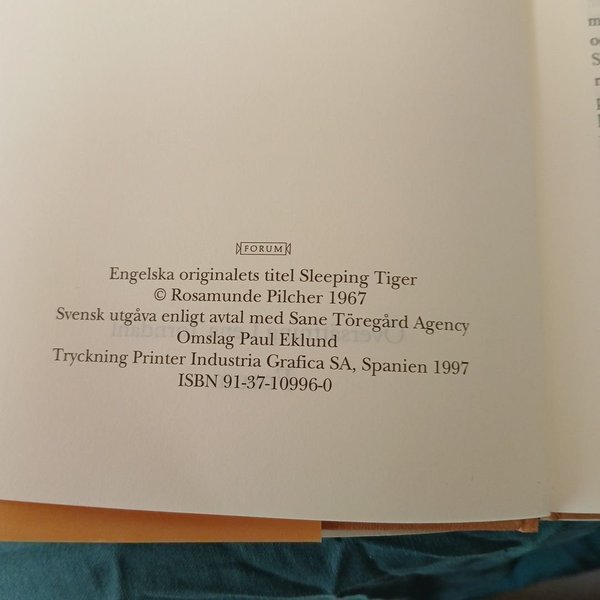 FORUM
Engelska originalets titel Sleeping Tiger
© Rosamunde Pilcher 1967
Svensk utgåva enligt avtal med Sane Töregård Agency
Omslag Paul Eklund
Tryckning Printer Industria Grafica SA, Spanien 1997
ISBN 91-37-10996-0